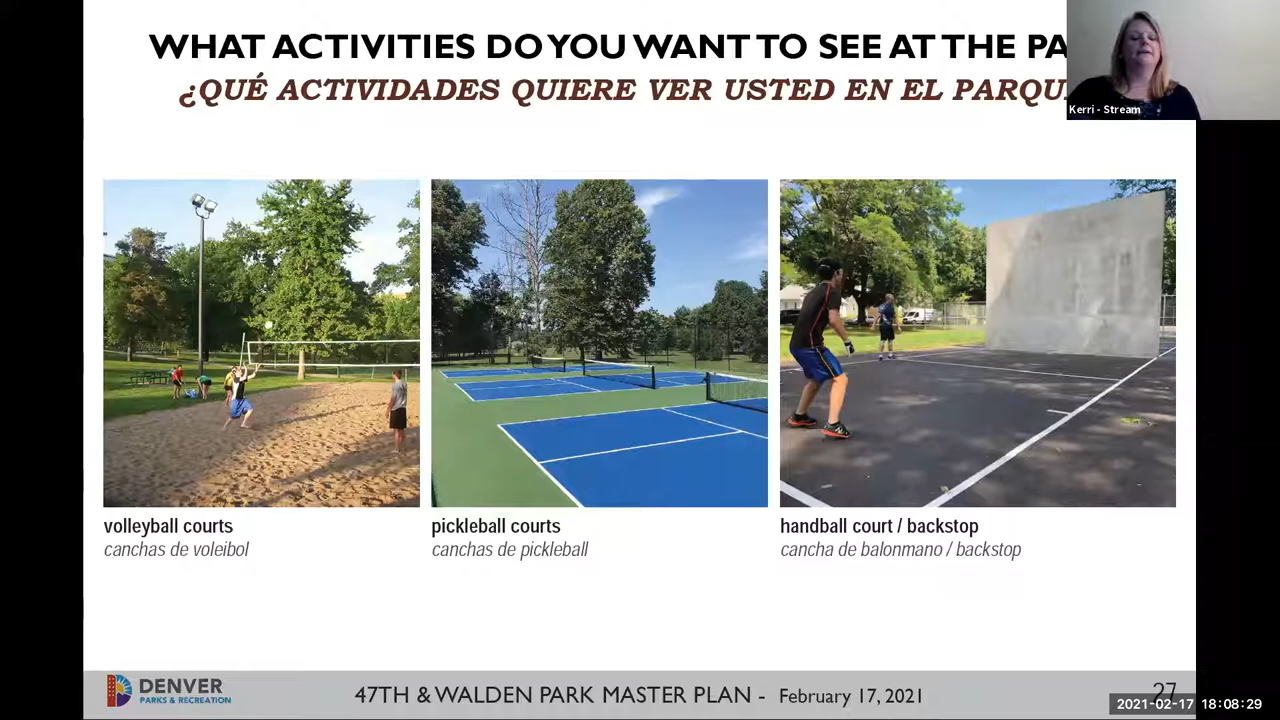 WHAT ACTIVITIES DO YOU WANT TO SEE AT THE PA
¿QUÉ ACTIVIDADES QUIERE VER USTED EN EL PARQU
Kerri - Stream
volleyball courts
canchas de voleibol
pickleball courts
canchas de pickleball
handball court / backstop
cancha de balonmano / backstop
DENVER
PARKS & RECREATION
47TH & WALDEN PARK MASTER PLAN - February 17, 2021
27
2021-02-17 18:08:29